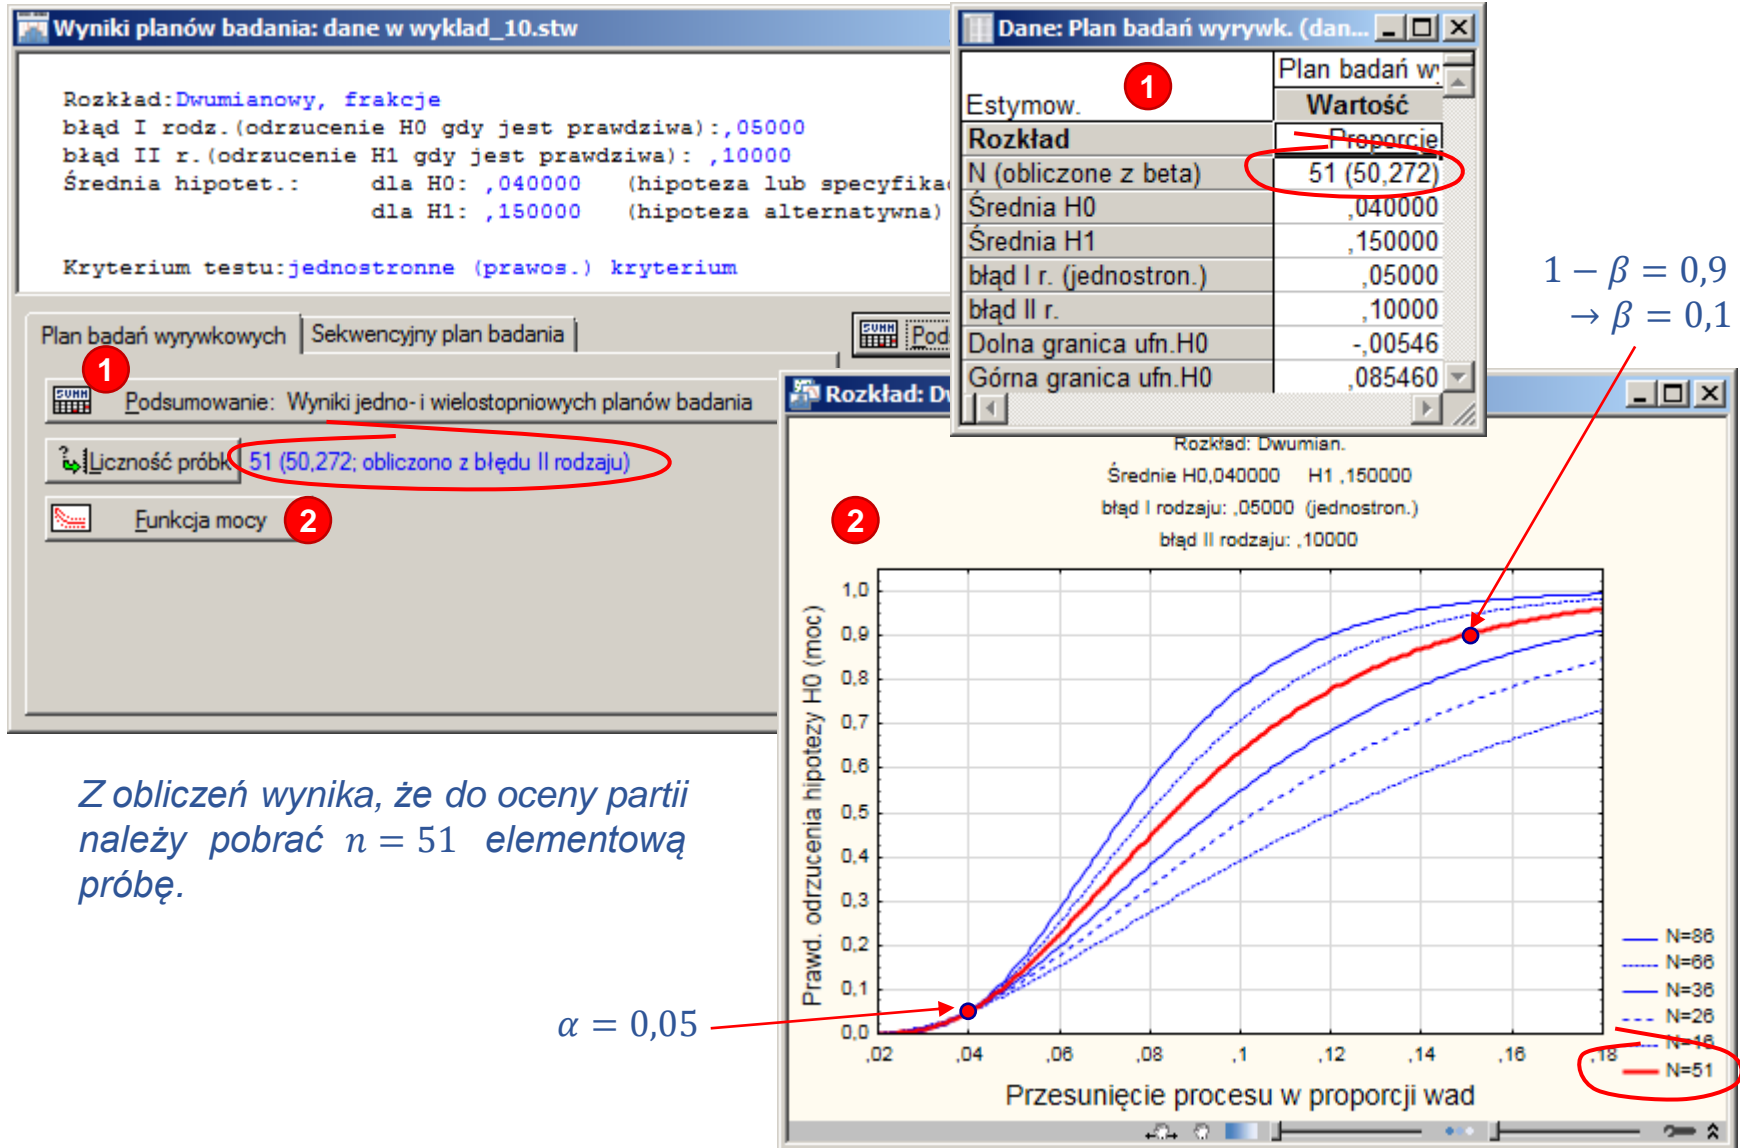 Wyniki planów badania: dane w wyklad_10.stw
Rozkład:Dwumianowy, frakcje
błąd I rodz.(odrzucenie H0 gdy jest prawdziwa):,05000
błąd II r.(odrzucenie H1 gdy jest prawdziwa): ,10000
Średnia hipotet.: dla H0: ,040000 (hipoteza lub specyfika
dla H1: ,150000 (hipoteza alternatywna)
Kryterium testu:jednostronne (prawos.) kryterium
Plan badań wyrywkowych
Sekwencyjny plan badania
SUMM
Pod
1
SUMM
Podsumowanie: Wyniki jedno- i wielostopniowych planów badania
Liczność próbk
51 (50,272; obliczono z błędu II rodzaju)
Funkcja mocy
2
Dane: Plan badań wyrywk. (dan...
1
Plan badań w
Estymow.
Wartość
Rozkład Proporcje
N (obliczone z beta) 51 (50,272)
Średnia H0 ,040000
Średnia H1 ,150000
błąd I r. (jednostron.) ,05000
błąd II r. ,10000
Dolna granica ufn.H0 -,00546
Górna granica ufn.H0 ,085460
1 − β = 0,9
→ β = 0,1
Rozkład: D
Rozkład: Dwumian.
Średnie H0,040000 H1 ,150000
błąd I rodzaju: ,05000 (jednostron.)
błąd II rodzaju: ,10000
2
Prawd. odrzucenia hipotezy H0 (moc)
1,0
0,9
0,8
0,7
0,6
0,5
0,4
0,3
0,2
0,1
0,0
,02 ,04 ,06 ,08 ,1 ,12 ,14 ,16 ,18
Przesunięcie procesu w proporcji wad
N=86
N=66
N=36
N=26
N=16
N=51
Z obliczeń wynika, że do oceny partii
należy pobrać n = 51 elementową
próbę.
α = 0,05